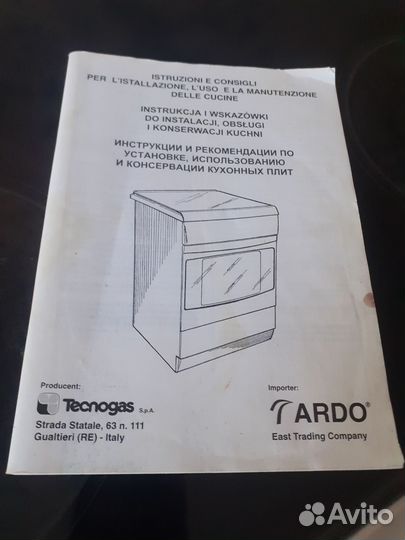 ISTRUZIONI E CONSIGLI
PER L'ISTALLAZIONE, L'USO E LA MANUTENZIONE
DELLE CUCINE
INSTRUKCJA I WSKAZÓWKI
DO INSTALACJI, OBSŁUGI
I KONSERWACJI KUCHNI
ИНСТРУКЦИИ И РЕКОМЕНДАЦИИ ПО
УСТАНОВКЕ, ИСПОЛЬЗОВАНИЮ
И КОНСЕРВАЦИИ КУХОННЫХ ПЛИТ
Producent:
Tecnogas S.p.A.
Strada Statale, 63 n. 111
Gualtieri (RE) - Italy
Importer:
ARDO®
East Trading Company
Avito